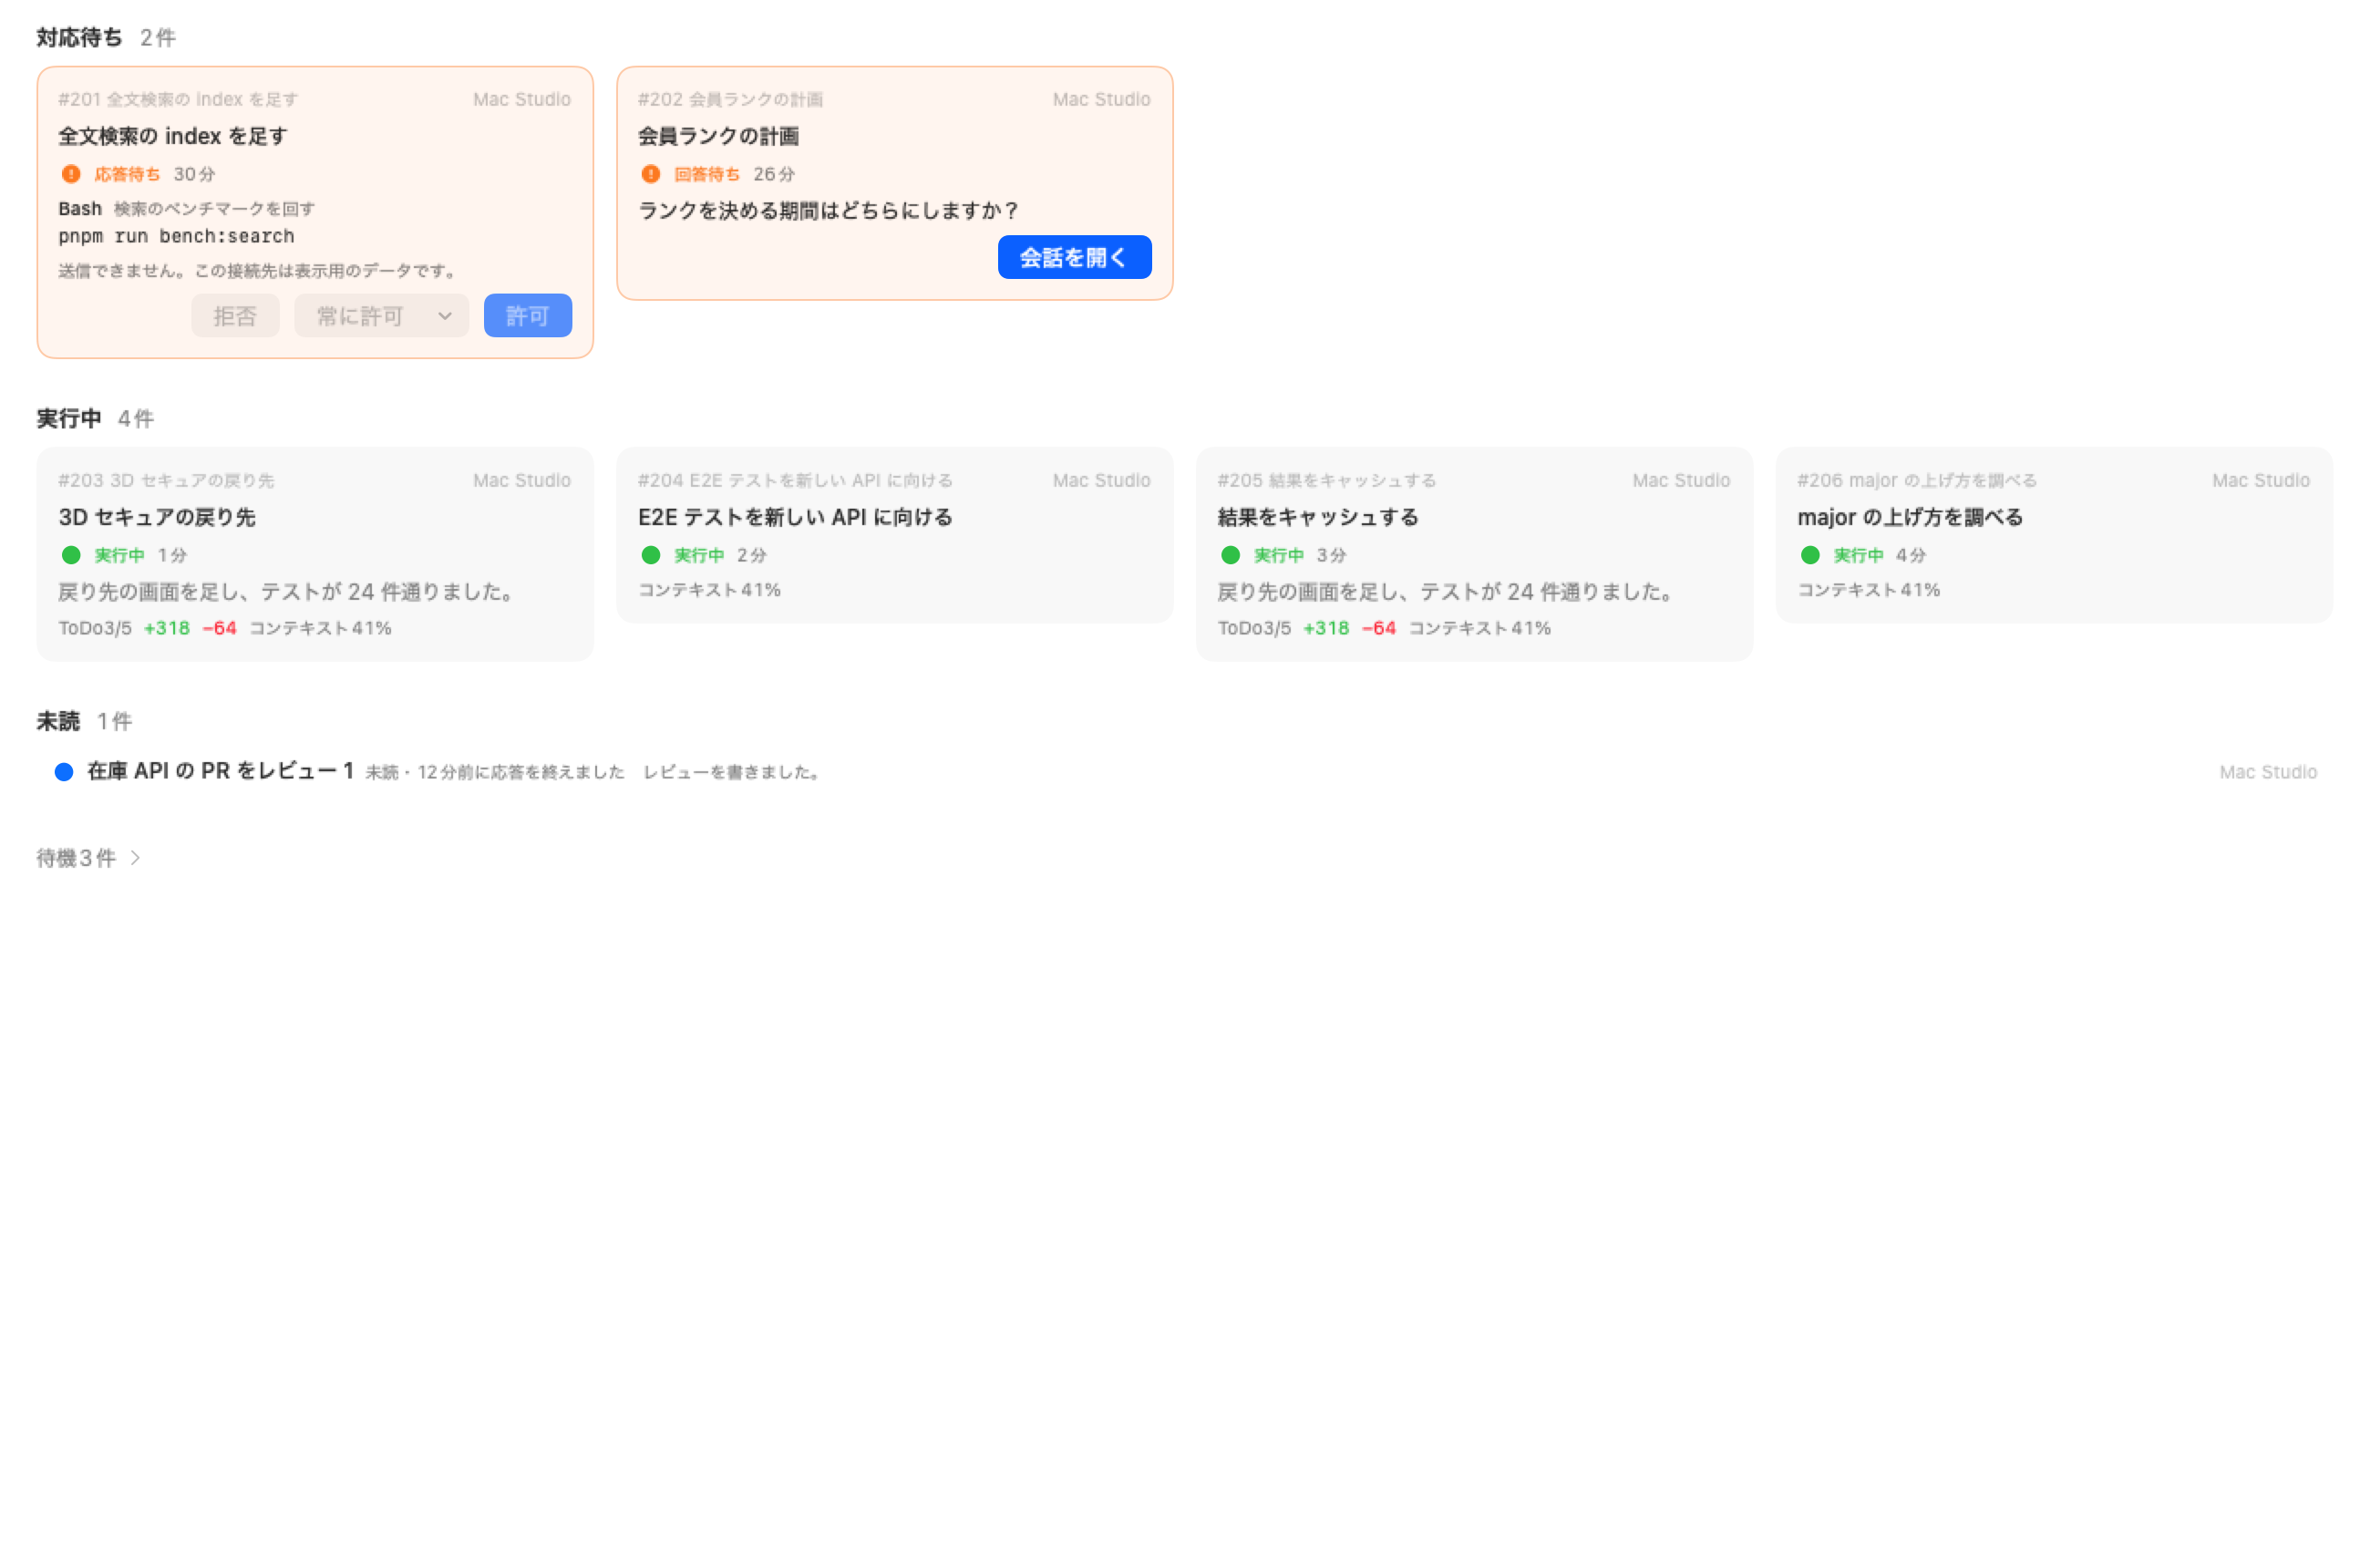 対応待ち 2件
#201 全文検索の index を足す Mac Studio
全文検索の index を足す
応答待ち 30分
Bash 検索のベンチマークを回す
pnpm run bench:search
送信できません。この接続先は表示用のデータです。
拒否 常に許可 許可
#202 会員ランクの計画 Mac Studio
会員ランクの計画
回答待ち 26分
ランクを決める期間はどちらにしますか？
会話を開く
実行中 4件
#203 3D セキュアの戻り先 Mac Studio
3D セキュアの戻り先
実行中 1分
戻り先の画面を足し、テストが 24 件通りました。
ToDo3/5 +318 −64 コンテキスト41%
#204 E2E テストを新しい API に向ける Mac Studio
E2E テストを新しい API に向ける
実行中 2分
コンテキスト41%
#205 結果をキャッシュする Mac Studio
結果をキャッシュする
実行中 3分
戻り先の画面を足し、テストが 24 件通りました。
ToDo3/5 +318 −64 コンテキスト41%
#206 major の上げ方を調べる Mac Studio
major の上げ方を調べる
実行中 4分
コンテキスト41%
未読 1件
在庫 API の PR をレビュー 1 未読・12分前に応答を終えました レビューを書きました。 Mac Studio
待機3件